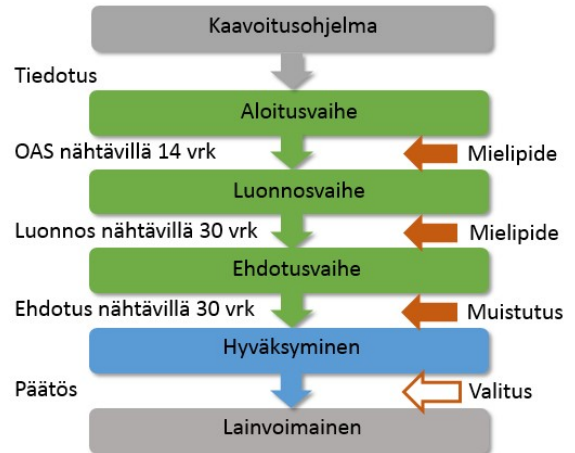 Kaavoitusohjelma
Tiedotus
Aloitusvaihe
OAS nähtävillä 14 vrk
Mielipide
Luonnosvaihe
Luonnos nähtävillä 30 vrk
Mielipide
Ehdotusvaihe
Ehdotus nähtävillä 30 vrk
Muistutus
Hyväksyminen
Päätös
Valitus
Lainvoimainen